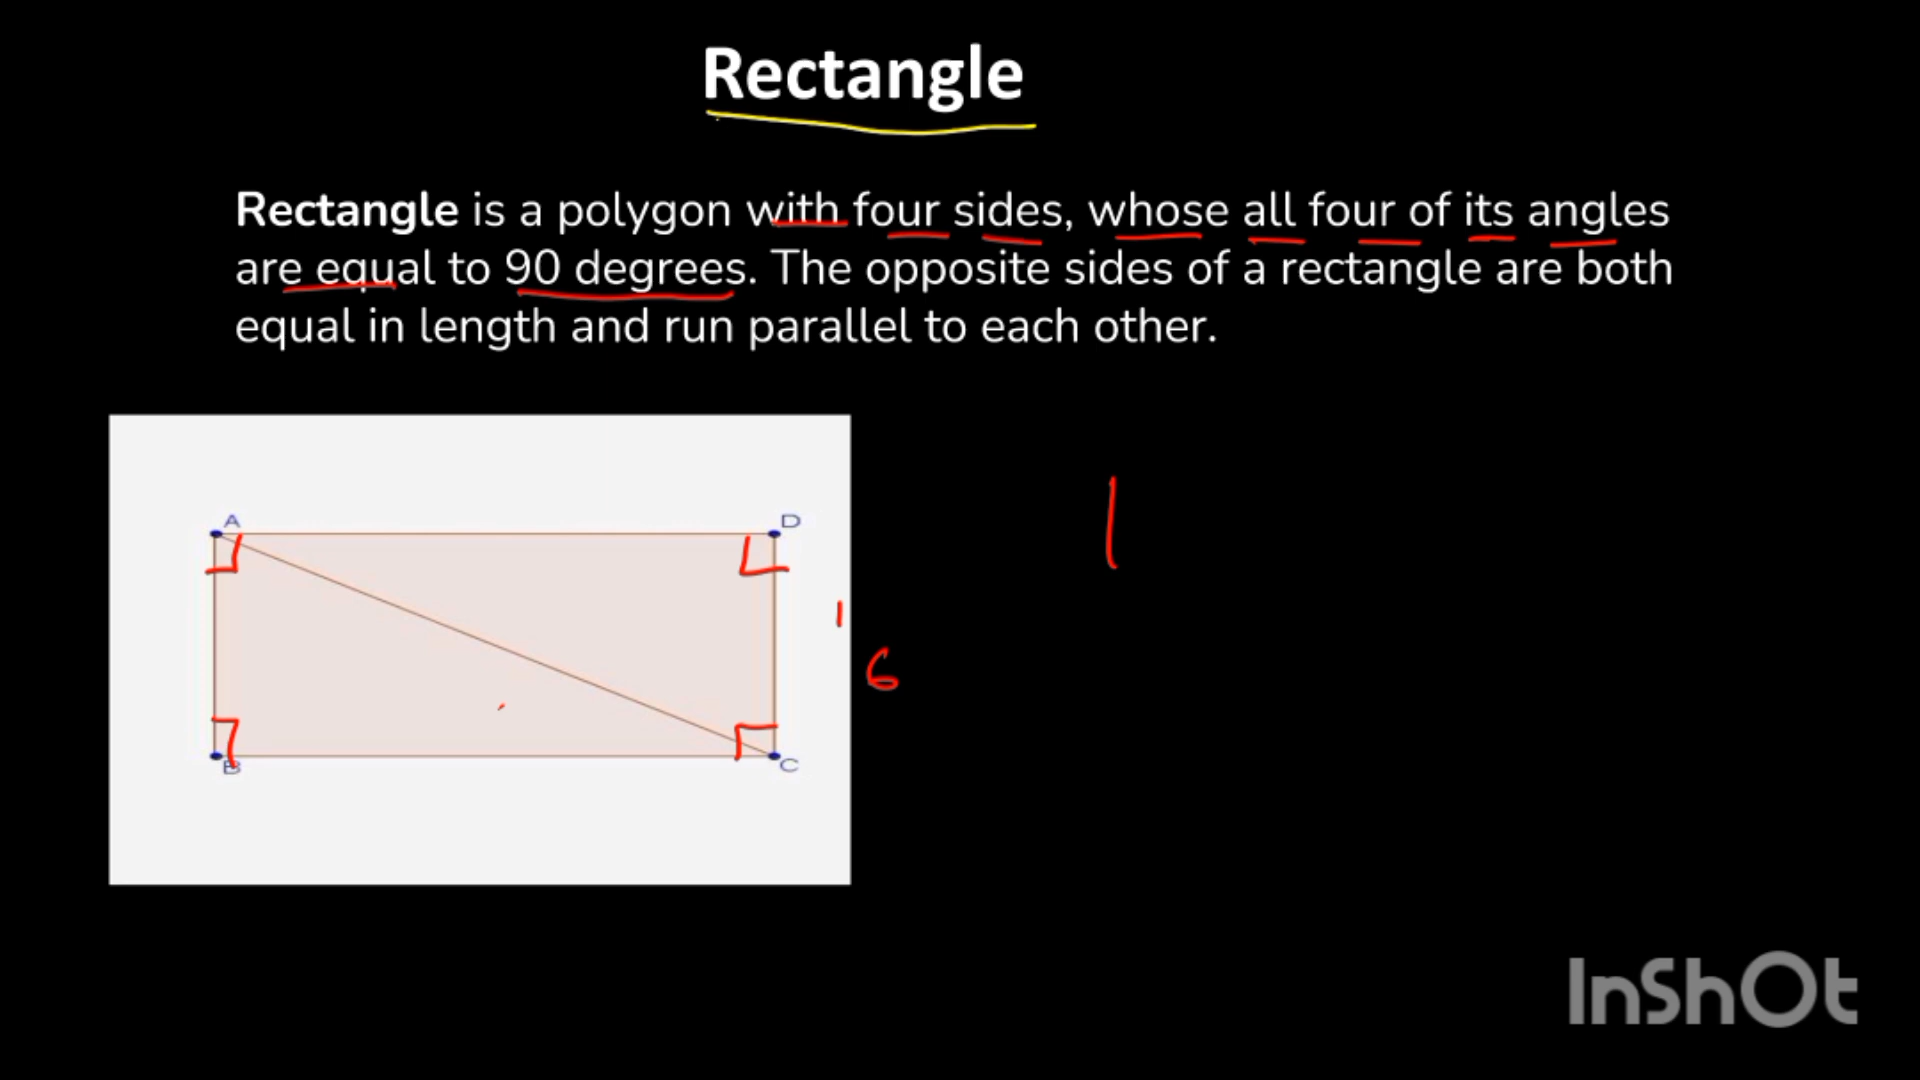 Rectangle
Rectangle is a polygon with four sides, whose all four of its angles
are equal to 90 degrees. The opposite sides of a rectangle are both
equal in length and run parallel to each other.
A
D
6
B
C
InShOt